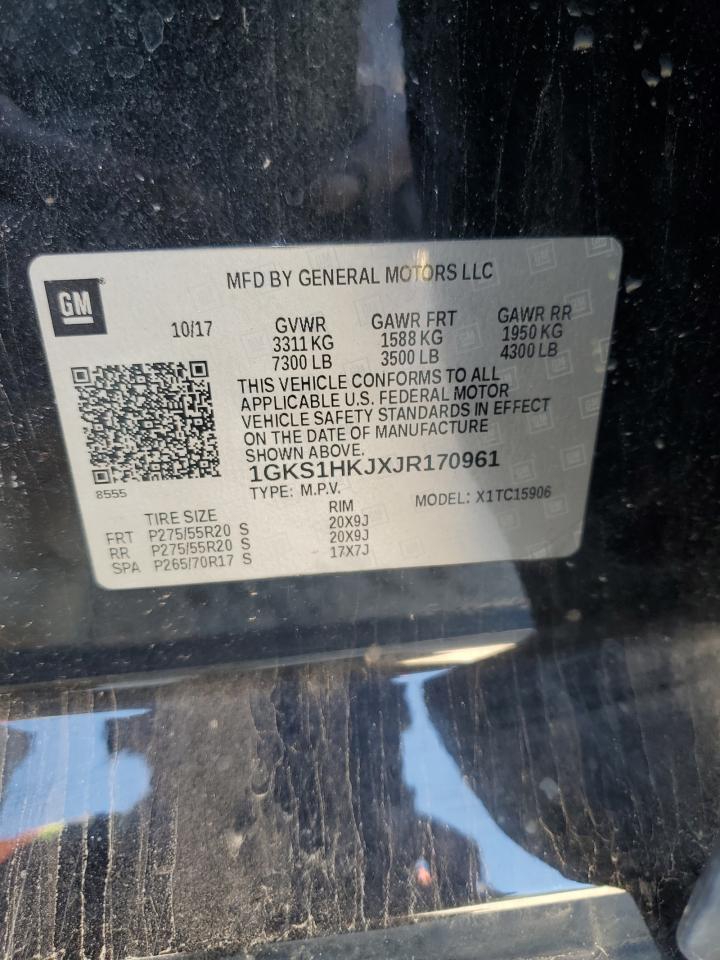 GM
MFD BY GENERAL MOTORS LLC
10/17 GVWR GAWR FRT GAWR RR
3311 KG 1588 KG 1950 KG
7300 LB 3500 LB 4300 LB
THIS VEHICLE CONFORMS TO ALL
APPLICABLE U.S. FEDERAL MOTOR
VEHICLE SAFETY STANDARDS IN EFFECT
ON THE DATE OF MANUFACTURE
SHOWN ABOVE.
1GKS1HKJXJR170961
8555
TYPE: M.P.V. MODEL: X1TC15906
TIRE SIZE RIM
FRT P275/55R20 S 20X9J
RR P275/55R20 S 20X9J
SPA P265/70R17 S 17X7J